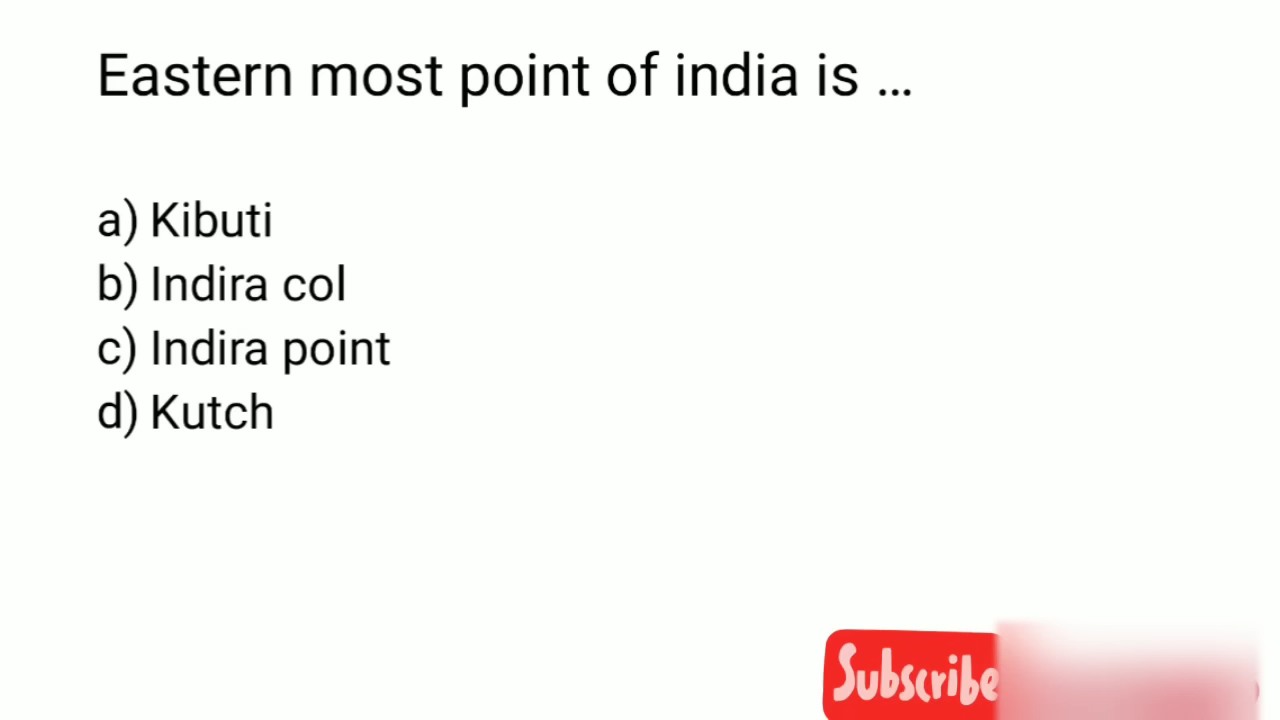 Eastern most point of india is ...
a) Kibuti
b) Indira col
c) Indira point
d) Kutch
Subscribe